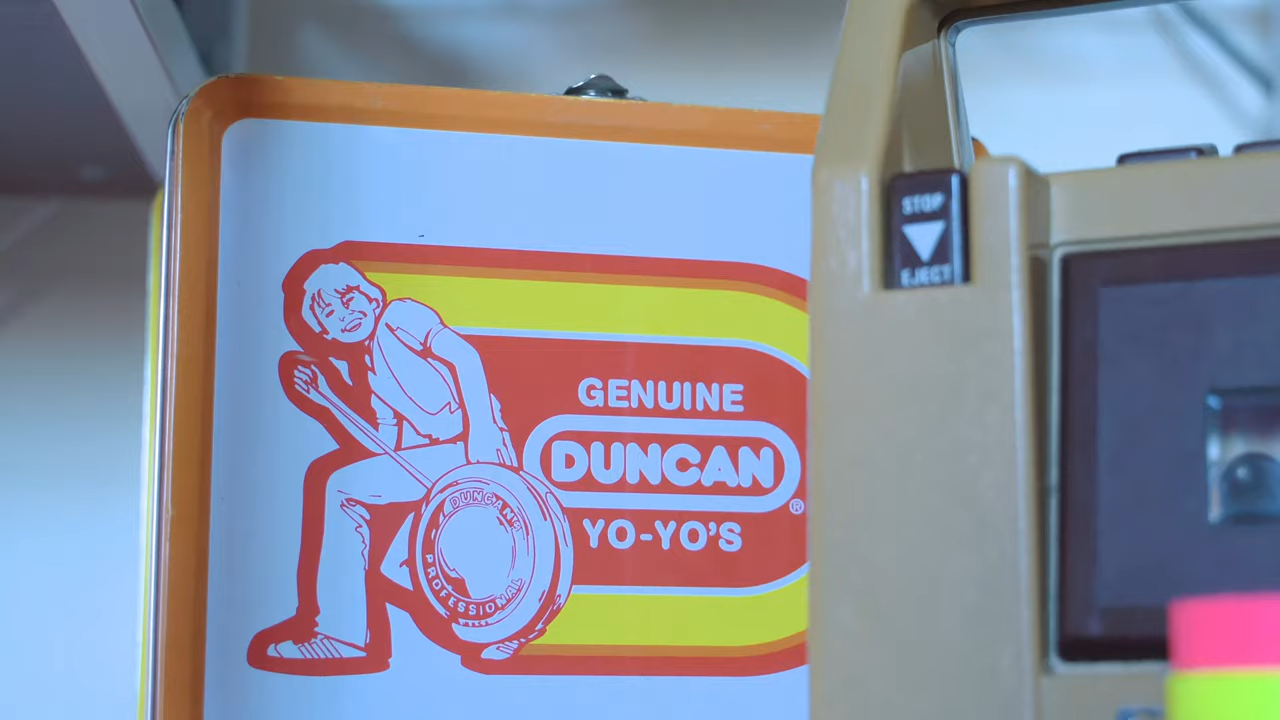 GENUINE
DUNCAN
®
YO-YO'S
DUNCAN
PROFESSIONAL
STOP
EJECT